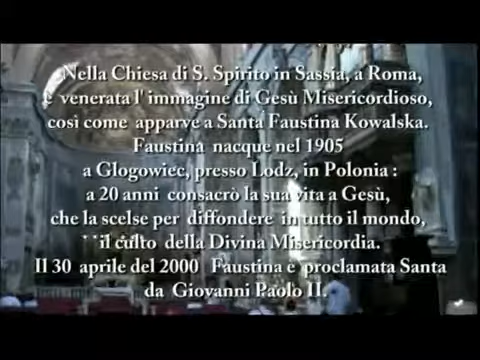 Nella Chiesa di S. Spirito in Sassia, a Roma,
è venerata l' immagine di Gesù Misericordioso,
così come apparve a Santa Faustina Kowalska.
Faustina nacque nel 1905
a Glogowiec, presso Lodz, in Polonia :
a 20 anni consacrò la sua vita a Gesù,
che la scelse per diffondere in tutto il mondo,
il culto della Divina Misericordia.
Il 30 aprile del 2000 Faustina e proclamata Santa
da Giovanni Paolo II.